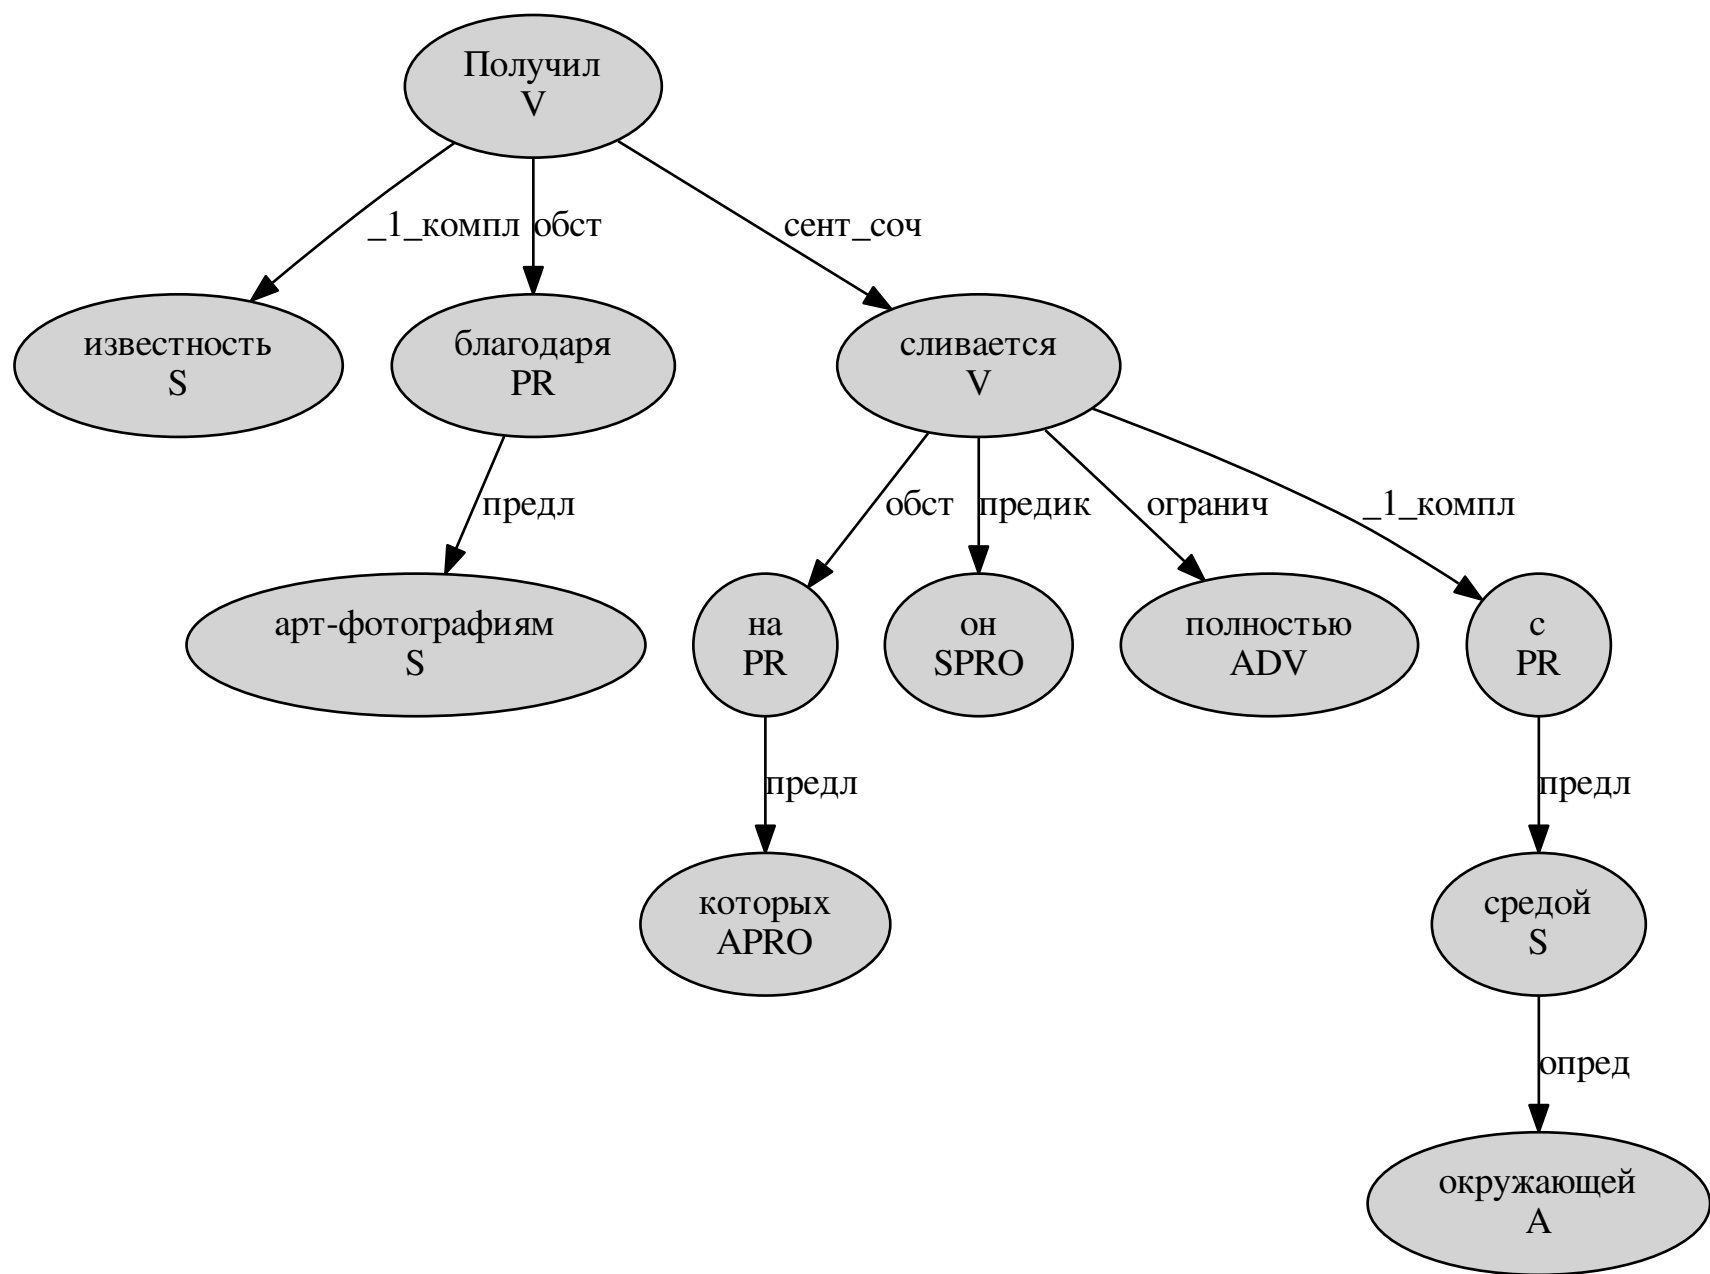 Получил
V
_1_компл
обст
сент_соч
известность
S
благодаря
PR
сливается
V
предл
обст
предик
огранич
_1_компл
арт-фотографиям
S
на
PR
он
SPRO
полностью
ADV
с
PR
предл
предл
которых
APRO
средой
S
опред
окружающей
A